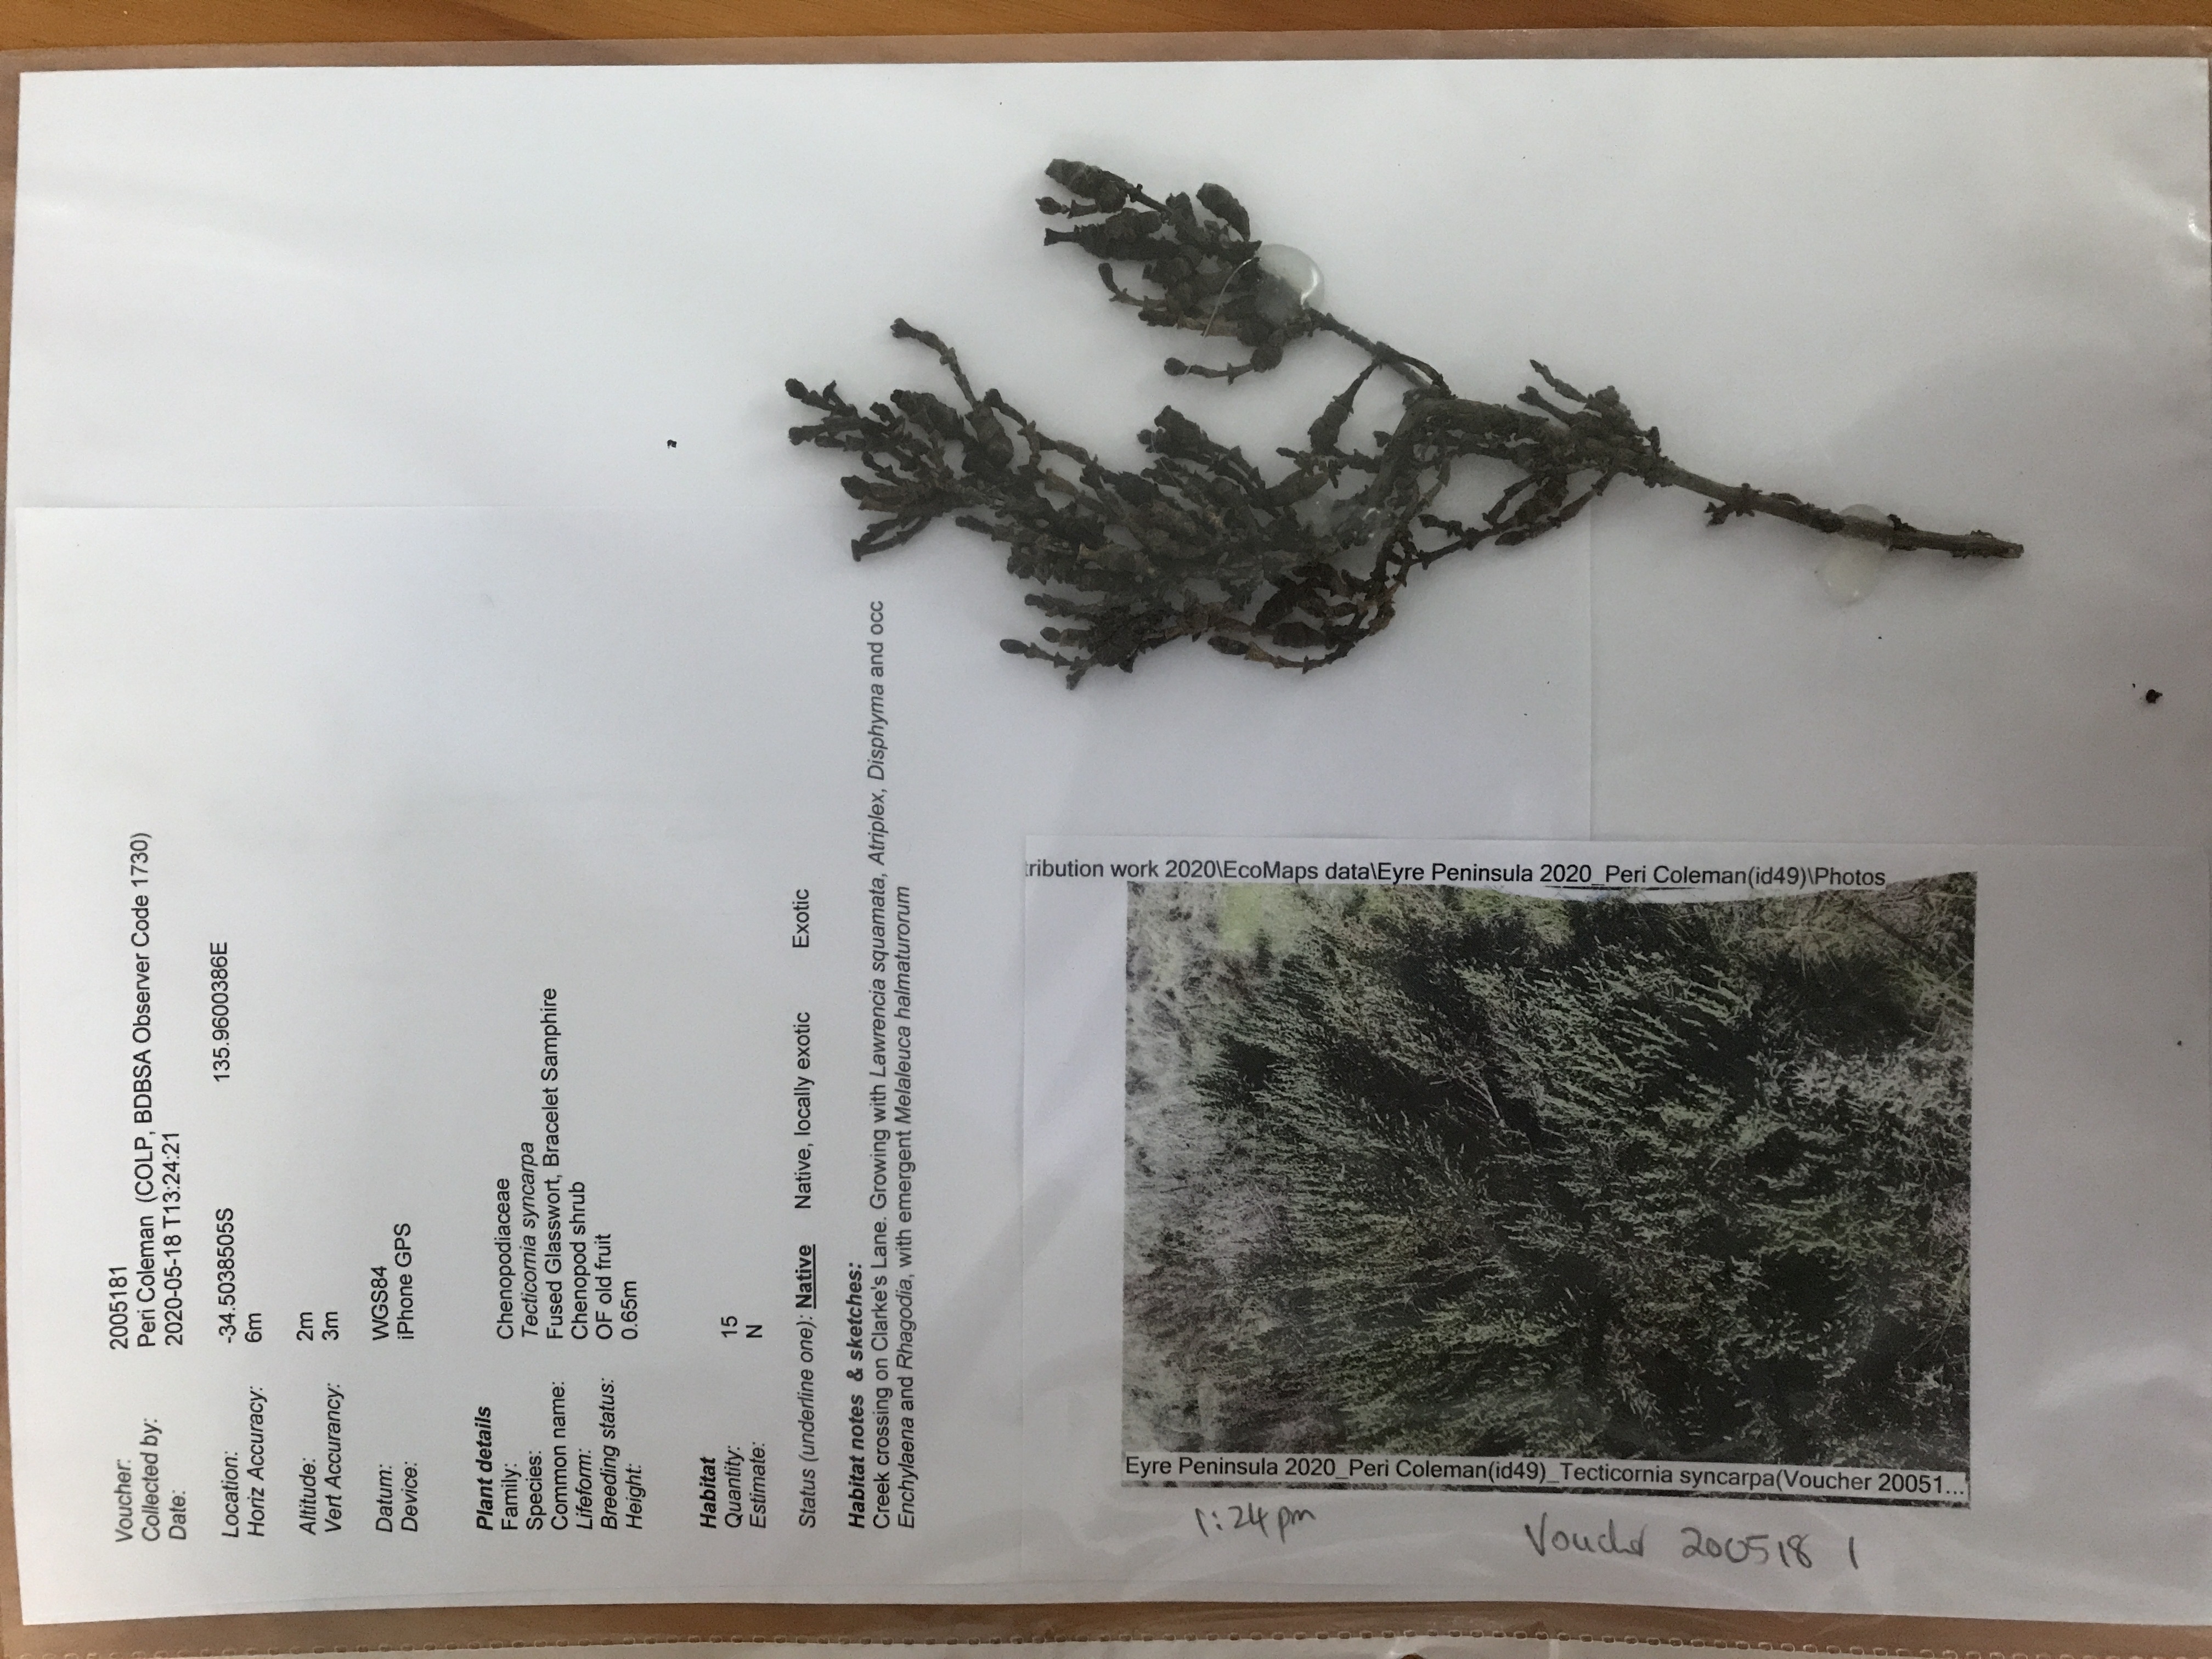 Voucher: 2005181
Collected by: Peri Coleman (COLP, BDBSA Observer Code 1730)
Date: 2020-05-18 T13:24:21
Location: -34.5038505S 135.9600386E
Horiz Accuracy: 6m
Altitude: 2m
Vert Accurancy: 3m
Datum: WGS84
Device: iPhone GPS
Plant details
Family: Chenopodiaceae
Species: Tecticornia syncarpa
Common name: Fused Glasswort, Bracelet Samphire
Lifeform: Chenopod shrub
Breeding status: OF old fruit
Height: 0.65m
Habitat
Quantity: 15
Estimate: N
Status (underline one): Native Native, locally exotic Exotic
Habitat notes & sketches:
Creek crossing on Clarke's Lane. Growing with Lawrencia squamata, Atriplex, Disphyma and occ
Enchylaena and Rhagodia, with emergent Melaleuca halmaturorum
ribution work 2020\EcoMaps data\Eyre Peninsula 2020_Peri Coleman(id49)\Photos
Eyre Peninsula 2020_Peri Coleman(id49)_Tecticornia syncarpa(Voucher 20051...
1:24 pm Voucher 200518 1